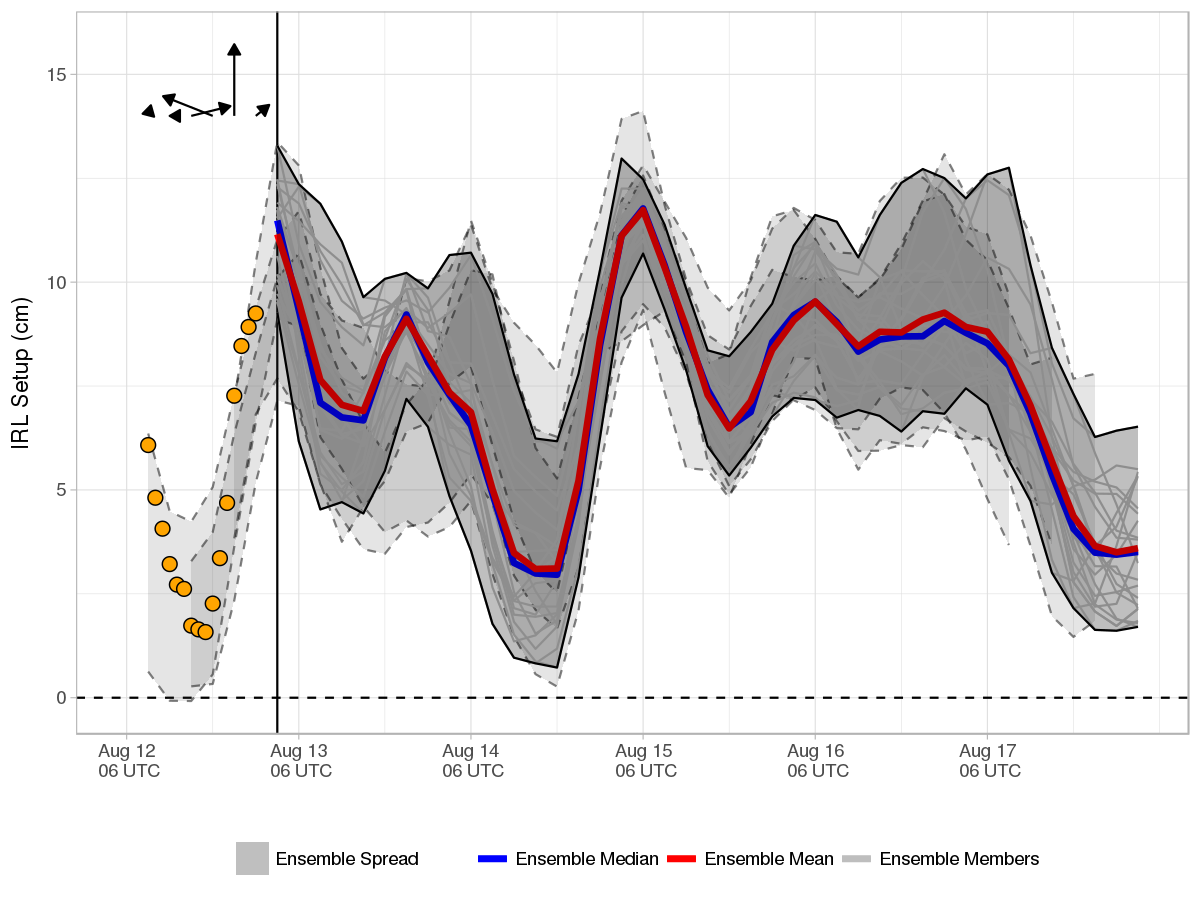 IRL Setup (cm)
15
10
5
0
Aug 12
06 UTC
Aug 13
06 UTC
Aug 14
06 UTC
Aug 15
06 UTC
Aug 16
06 UTC
Aug 17
06 UTC
Ensemble Spread
Ensemble Median
Ensemble Mean
Ensemble Members